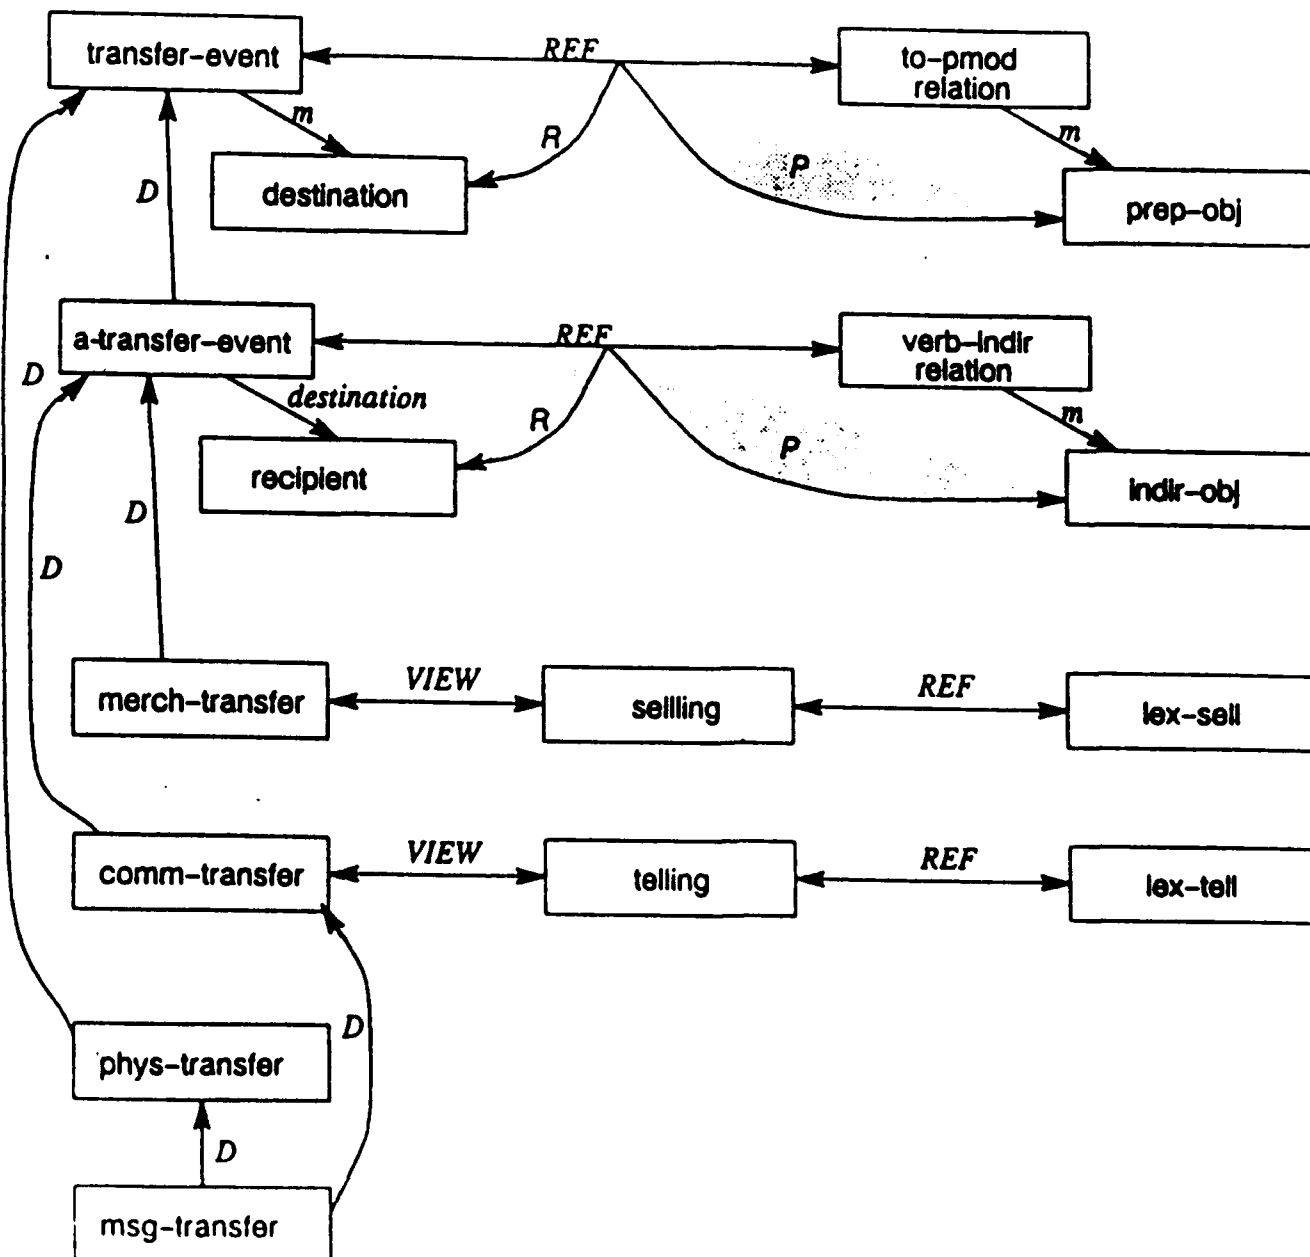 transfer-event
REF
to-pmod
relation
m
m
R
P
D
destination
prep-obj
a-transfer-event
REF
verb-indir
relation
D
destination
m
R
P
recipient
indir-obj
D
D
merch-transfer
VIEW
sellling
REF
lex-sell
comm-transfer
VIEW
telling
REF
lex-tell
D
phys-transfer
D
msg-transfer